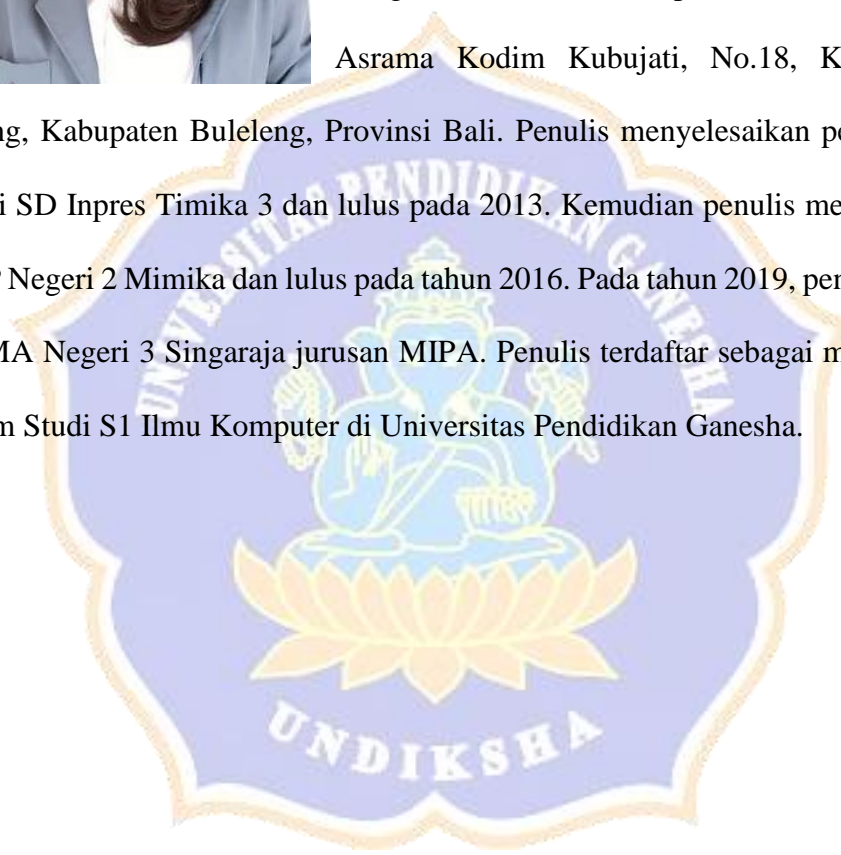 Asrama Kodim Kubujati, No.18, K
ng, Kabupaten Buleleng, Provinsi Bali. Penulis menyelesaikan pe
i SD Inpres Timika 3 dan lulus pada 2013. Kemudian penulis me
Negeri 2 Mimika dan lulus pada tahun 2016. Pada tahun 2019, pen
MA Negeri 3 Singaraja jurusan MIPA. Penulis terdaftar sebagai m
m Studi S1 Ilmu Komputer di Universitas Pendidikan Ganesha.
UNIVERSITAS PENDIDIKAN GANESHA
UNDIKSHA